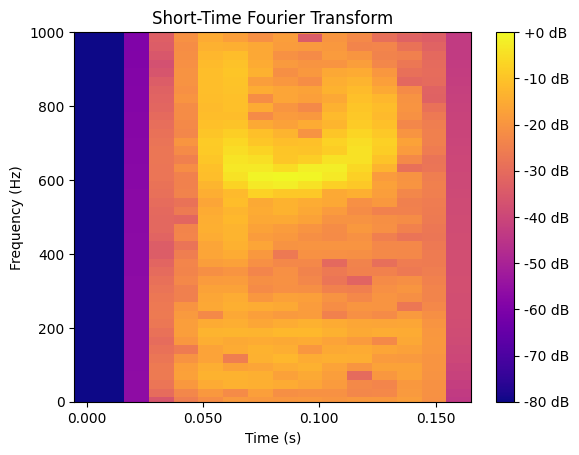 Short-Time Fourier Transform
1000
800
600
400
200
0
Frequency (Hz)
0.000
0.050
0.100
0.150
Time (s)
+0 dB
-10 dB
-20 dB
-30 dB
-40 dB
-50 dB
-60 dB
-70 dB
-80 dB